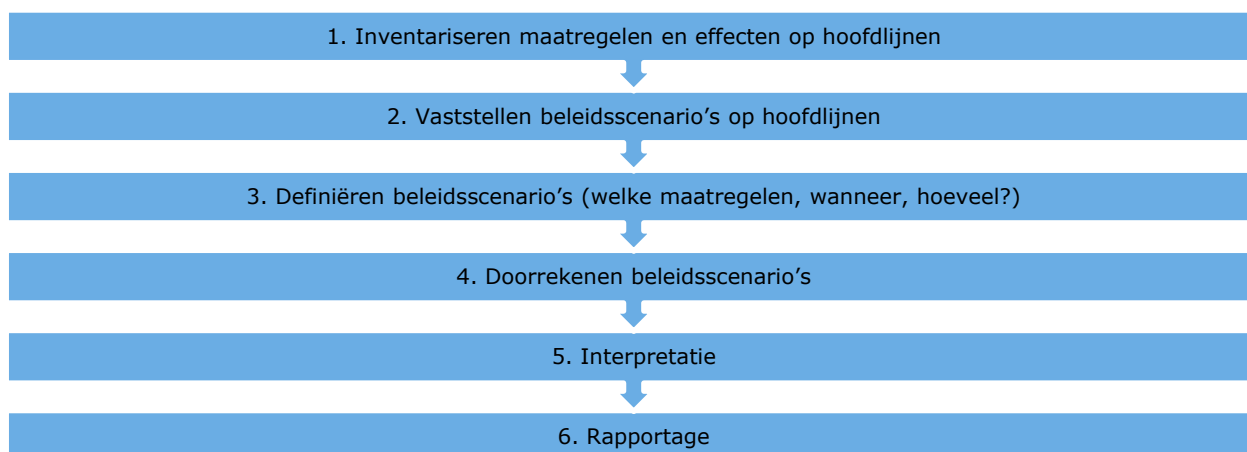 1. Inventariseren maatregelen en effecten op hoofdlijnen
2. Vaststellen beleidsscenario's op hoofdlijnen
3. Definiëren beleidsscenario's (welke maatregelen, wanneer, hoeveel?)
4. Doorrekenen beleidsscenario's
5. Interpretatie
6. Rapportage